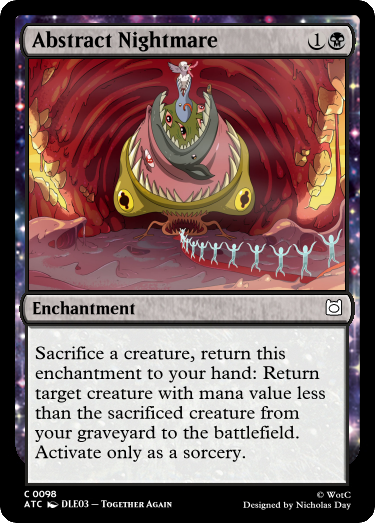 Abstract Nightmare 1
Enchantment
Sacrifice a creature, return this
enchantment to your hand: Return
target creature with mana value less
than the sacrificed creature from
your graveyard to the battlefield.
Activate only as a sorcery.
C 0098
© WotC
ATC DLE03 — Together Again
Designed by Nicholas Day